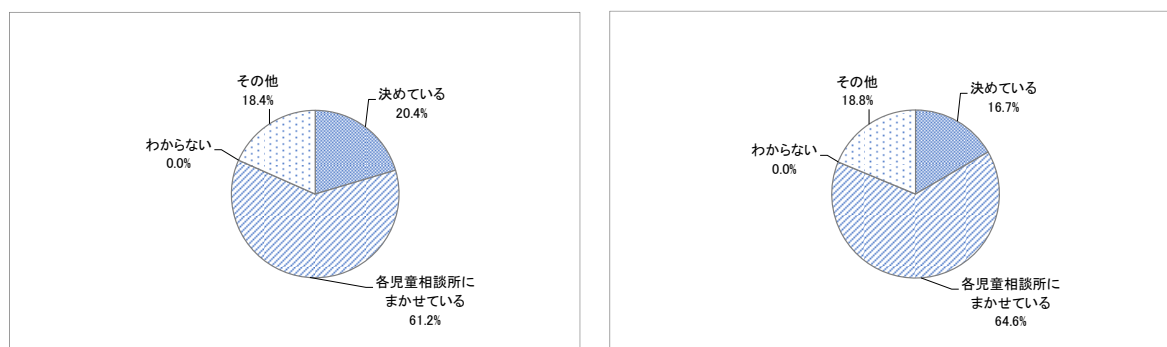 その他
18.4%
決めている
20.4%
わからない
0.0%
各児童相談所に
まかせている
61.2%
その他
18.8%
決めている
16.7%
わからない
0.0%
各児童相談所に
まかせている
64.6%